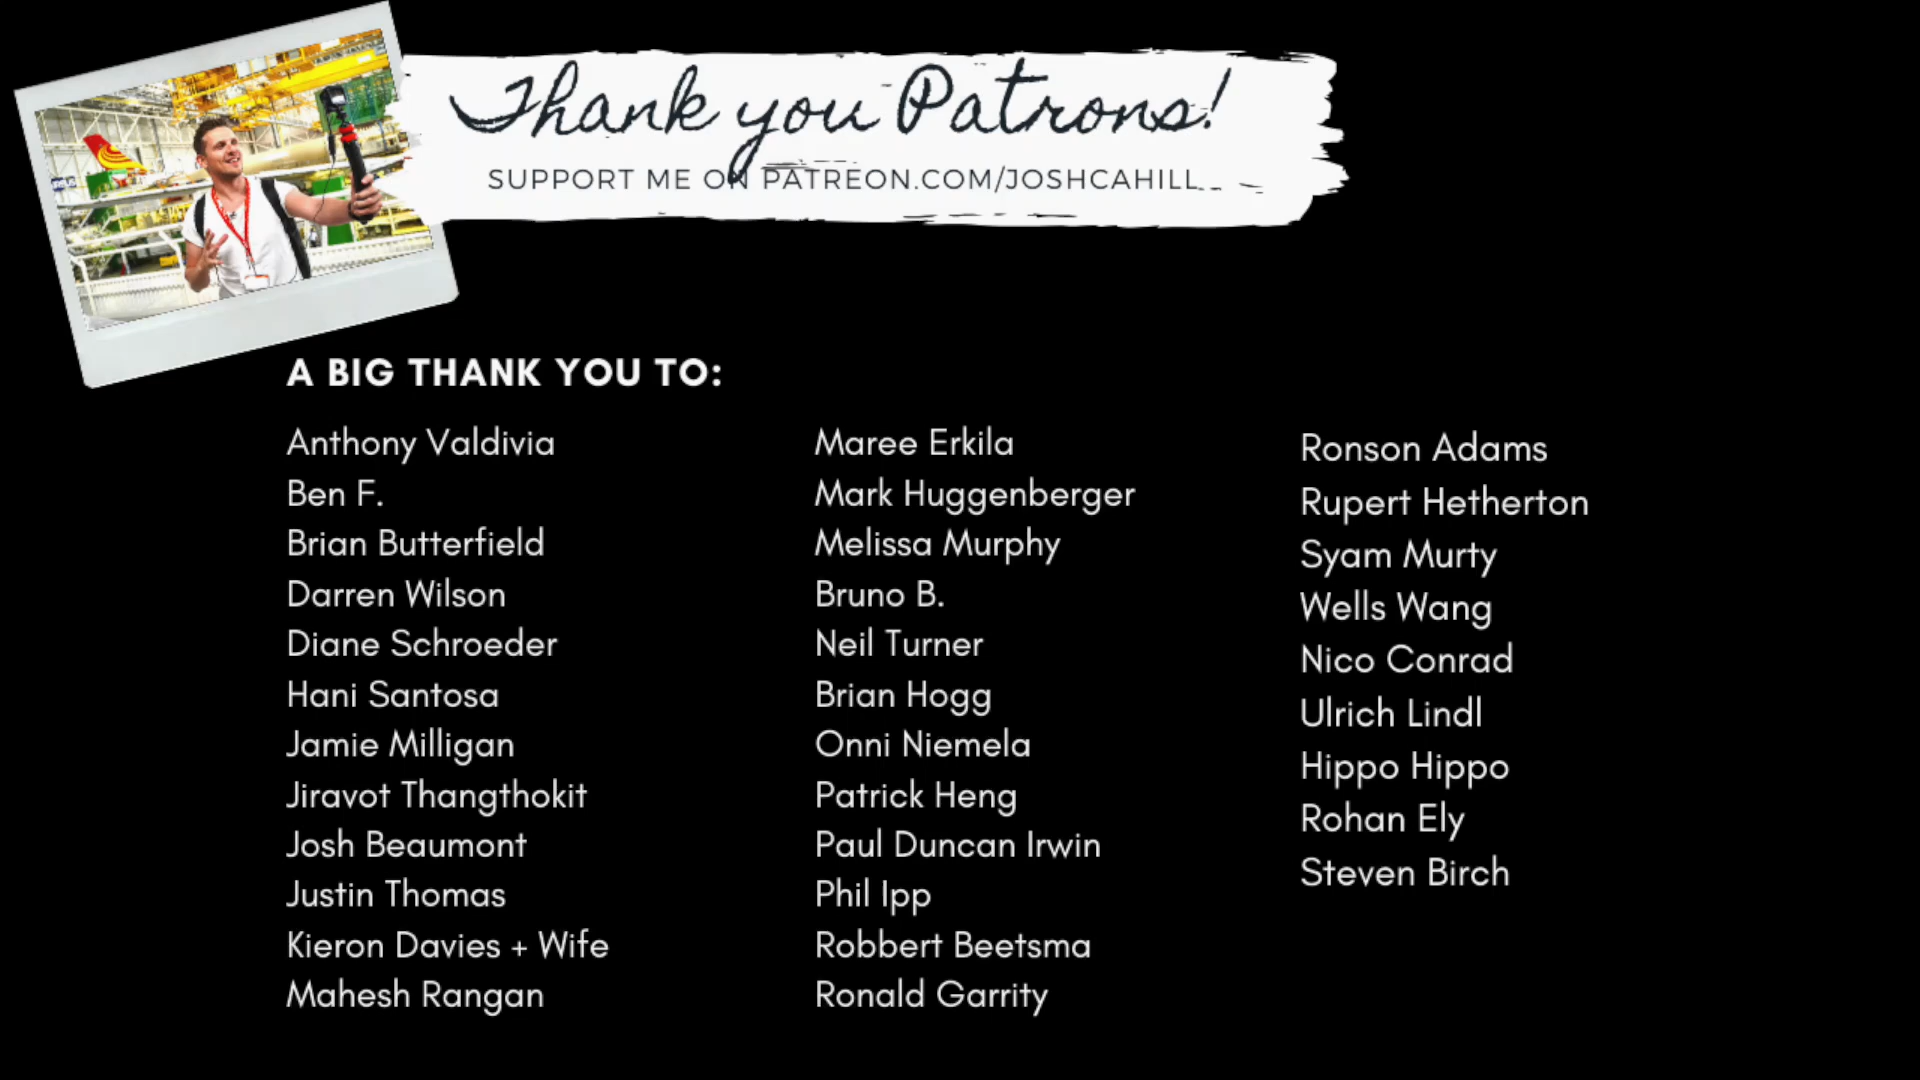 Thank you Patrons!
SUPPORT ME ON PATREON.COM/JOSHCAHILL
A BIG THANK YOU TO:
Anthony Valdivia
Ben F.
Brian Butterfield
Darren Wilson
Diane Schroeder
Hani Santosa
Jamie Milligan
Jiravot Thangthokit
Josh Beaumont
Justin Thomas
Kieron Davies + Wife
Mahesh Rangan
Maree Erkila
Mark Huggenberger
Melissa Murphy
Bruno B.
Neil Turner
Brian Hogg
Onni Niemela
Patrick Heng
Paul Duncan Irwin
Phil Ipp
Robbert Beetsma
Ronald Garrity
Ronson Adams
Rupert Hetherton
Syam Murty
Wells Wang
Nico Conrad
Ulrich Lindl
Hippo Hippo
Rohan Ely
Steven Birch